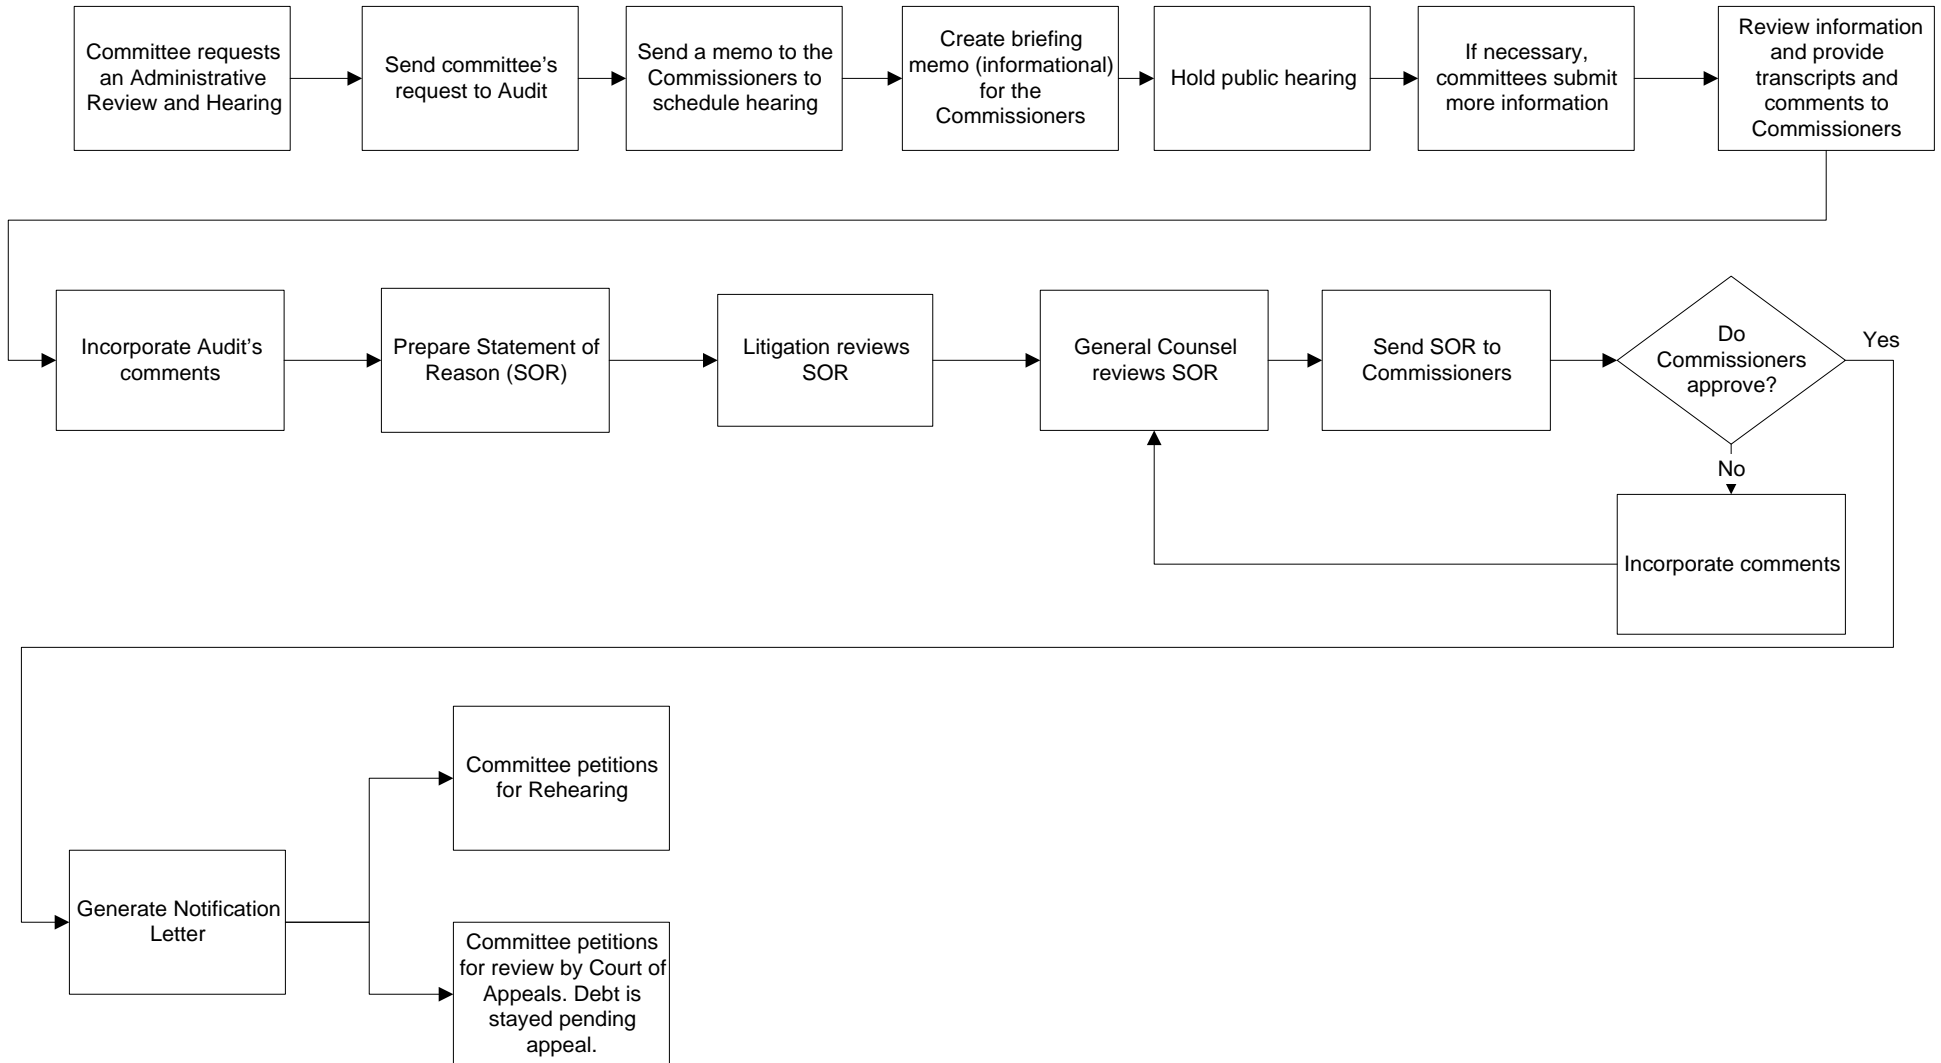 Committee requests
an Administrative
Review and Hearing
Send committee's
request to Audit
Send a memo to the
Commissioners to
schedule hearing
Create briefing
memo (informational)
for the
Commissioners
Hold public hearing
If necessary,
committees submit
more information
Review information
and provide
transcripts and
comments to
Commissioners
Incorporate Audit's
comments
Prepare Statement of
Reason (SOR)
Litigation reviews
SOR
General Counsel
reviews SOR
Send SOR to
Commissioners
Do
Commissioners
approve?
Yes
No
Incorporate comments
Generate Notification
Letter
Committee petitions
for Rehearing
Committee petitions
for review by Court of
Appeals. Debt is
stayed pending
appeal.